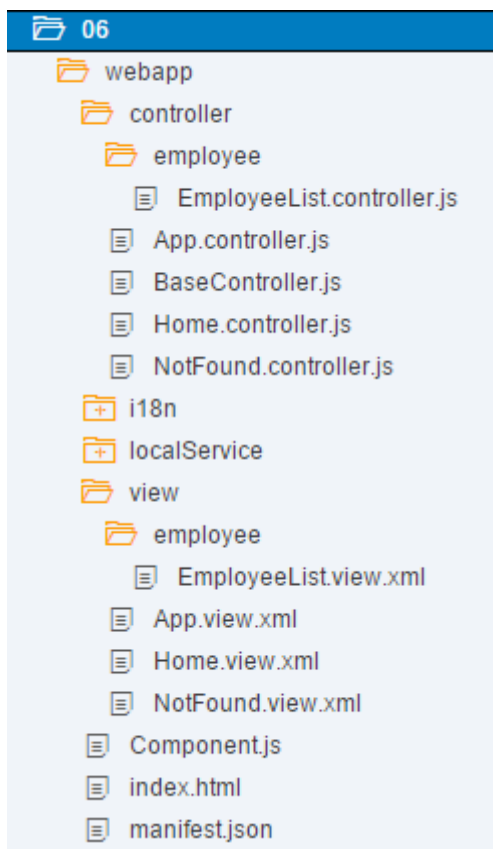 06
webapp
controller
employee
EmployeeList.controller.js
App.controller.js
BaseController.js
Home.controller.js
NotFound.controller.js
i18n
localService
view
employee
EmployeeList.view.xml
App.view.xml
Home.view.xml
NotFound.view.xml
Component.js
index.html
manifest.json